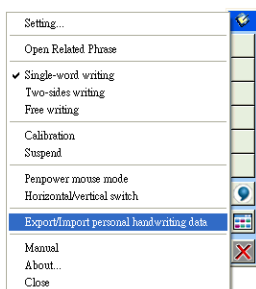 Setting...
Open Related Phrase
Single-word writing
Two-sides writing
Free writing
Calibration
Suspend
Penpower mouse mode
Horizontal/vertical switch
Export/Import personal handwriting data
Manual
About...
Close